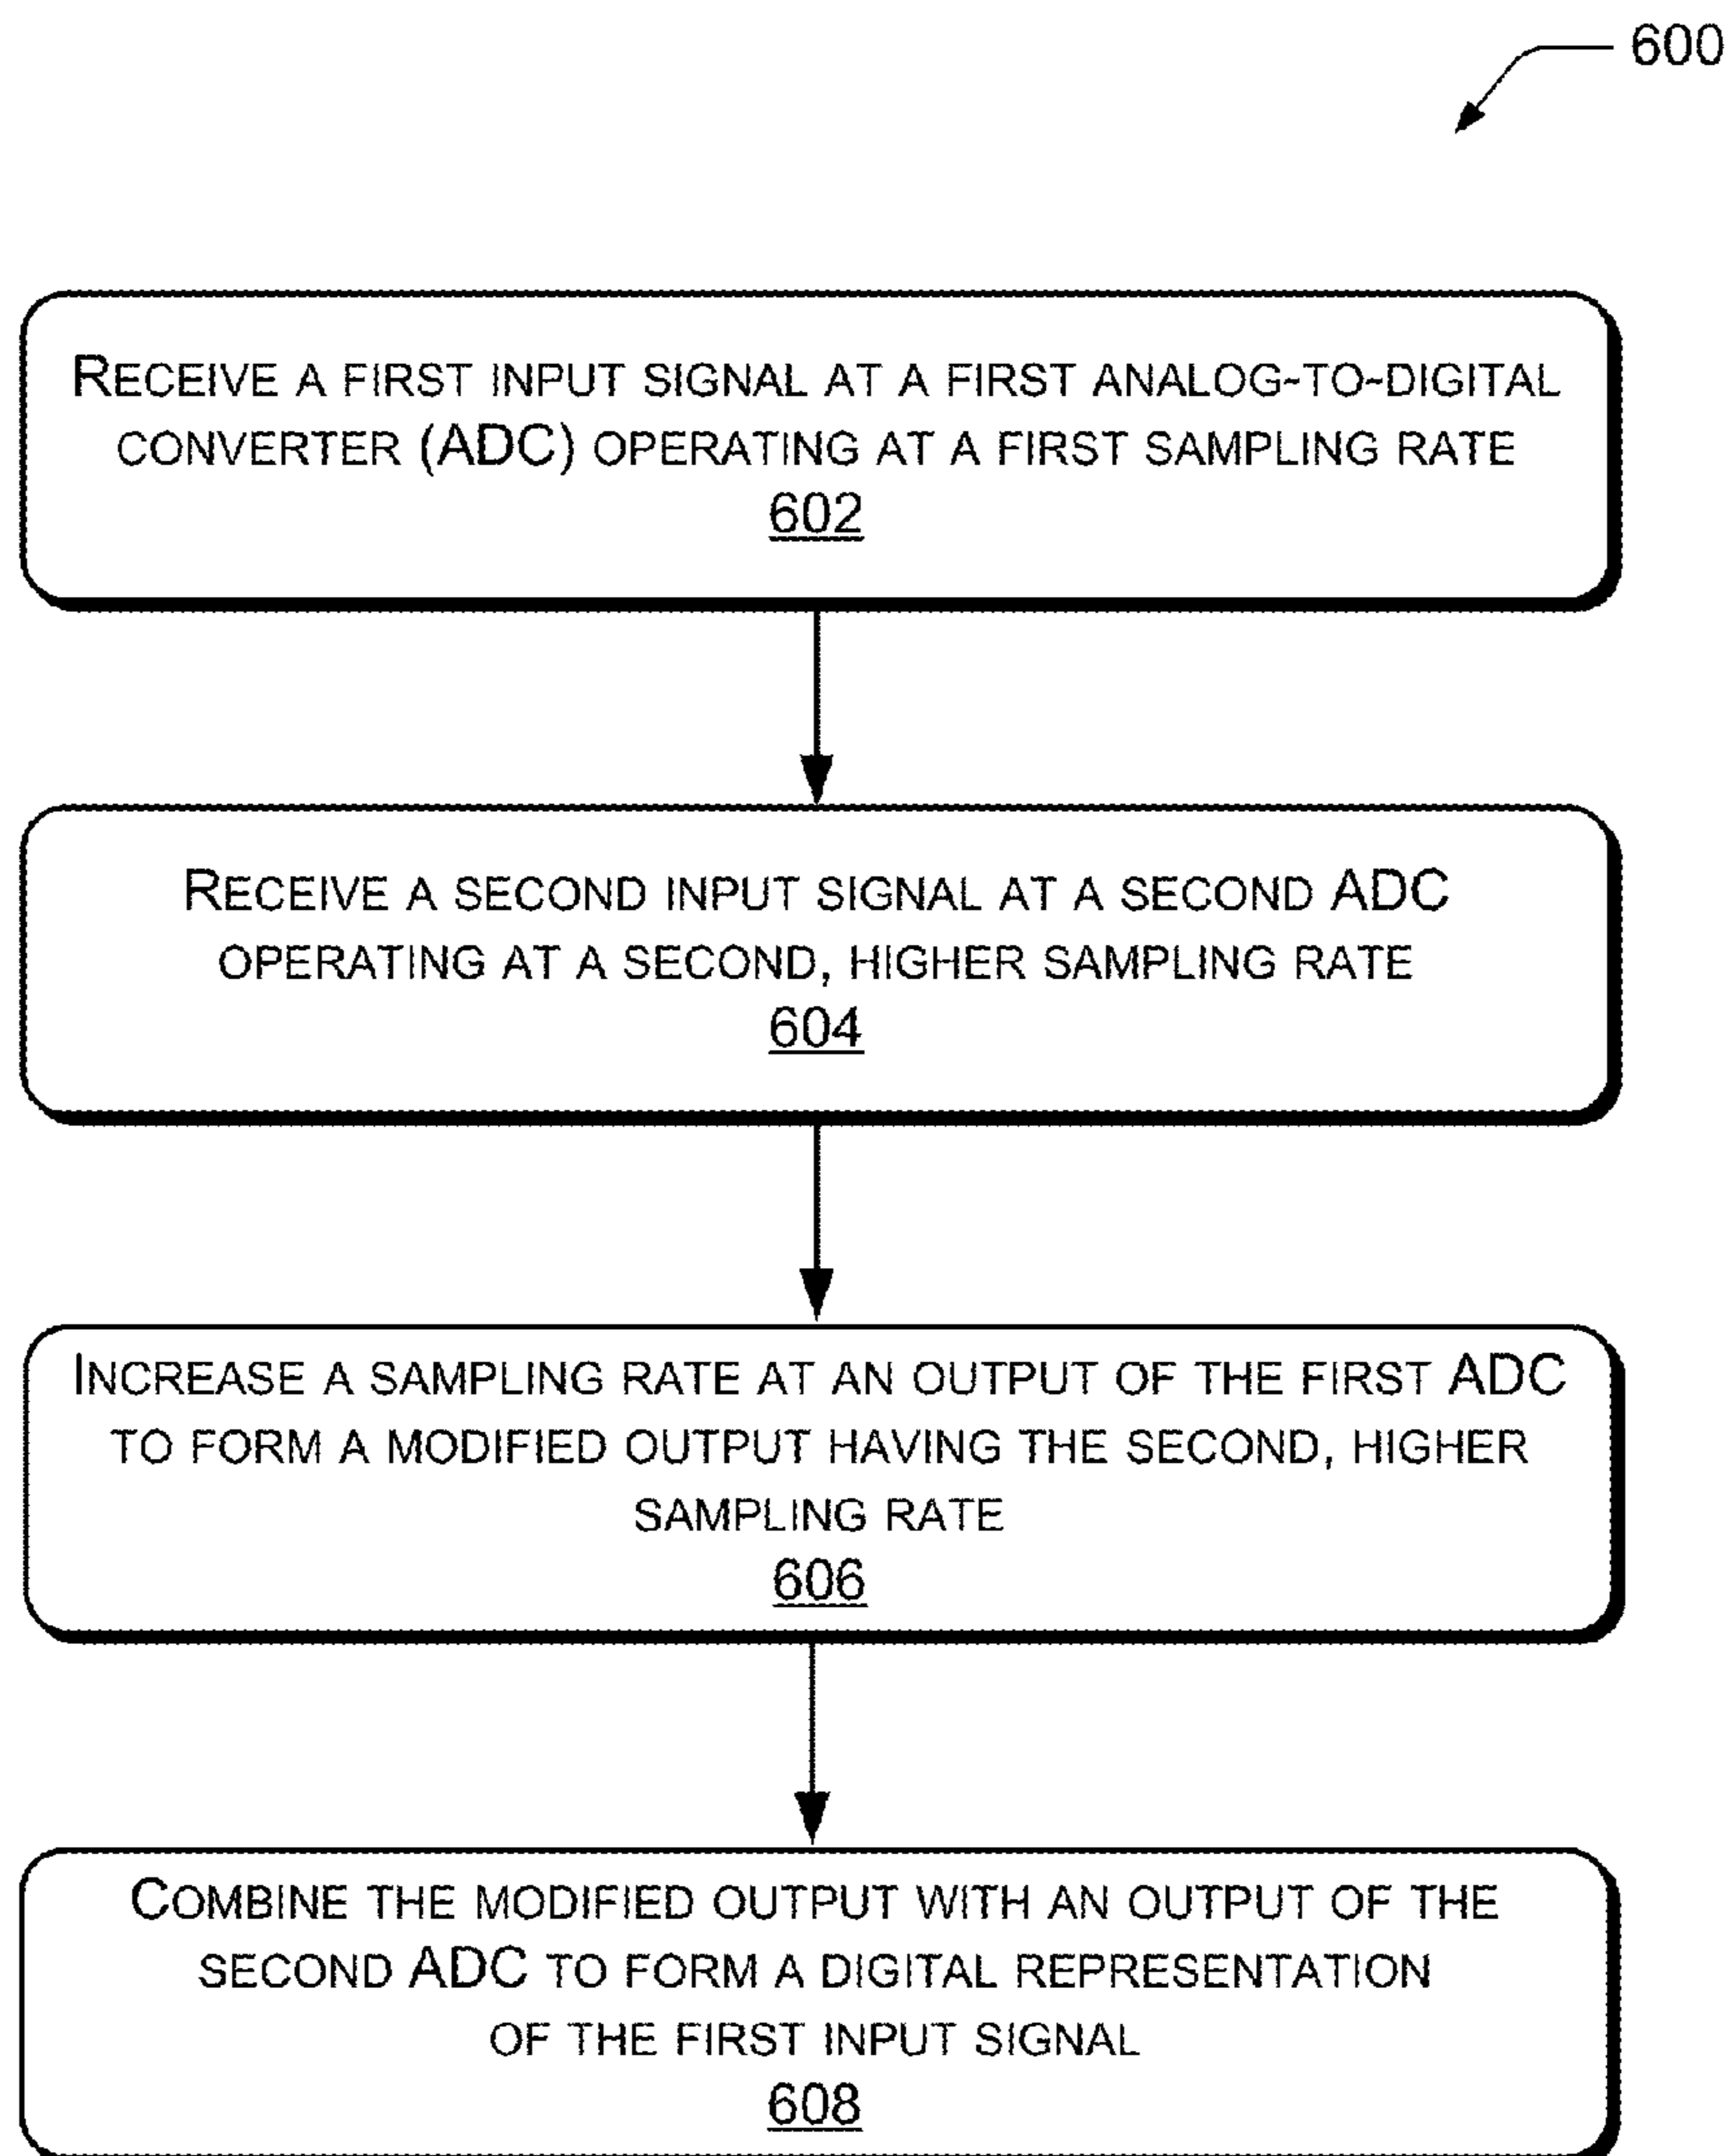 600
RECEIVE A FIRST INPUT SIGNAL AT A FIRST ANALOG-TO-DIGITAL
CONVERTER (ADC) OPERATING AT A FIRST SAMPLING RATE
602
RECEIVE A SECOND INPUT SIGNAL AT A SECOND ADC
OPERATING AT A SECOND, HIGHER SAMPLING RATE
604
INCREASE A SAMPLING RATE AT AN OUTPUT OF THE FIRST ADC
TO FORM A MODIFIED OUTPUT HAVING THE SECOND, HIGHER
SAMPLING RATE
606
COMBINE THE MODIFIED OUTPUT WITH AN OUTPUT OF THE
SECOND ADC TO FORM A DIGITAL REPRESENTATION
OF THE FIRST INPUT SIGNAL
608